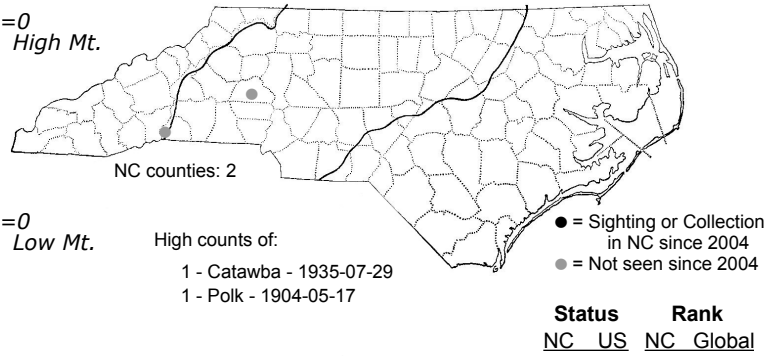 =0
High Mt.
NC counties: 2
=0
Low Mt.
High counts of:
1 - Catawba - 1935-07-29
1 - Polk - 1904-05-17
● = Sighting or Collection
in NC since 2004
● = Not seen since 2004
Status Rank
NC US NC Global